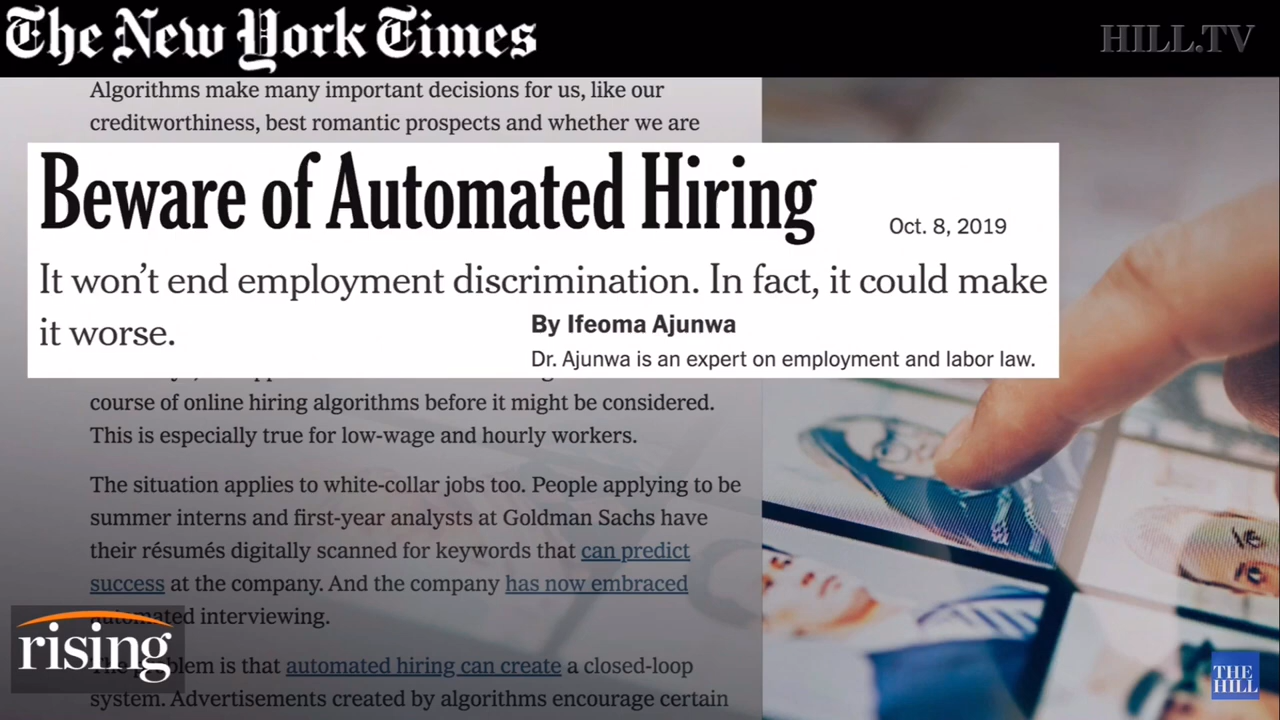 The New York Times
HILL.TV
Algorithms make many important decisions for us, like our
creditworthiness, best romantic prospects and whether we are
Beware of Automated Hiring
Oct. 8, 2019
It won't end employment discrimination. In fact, it could make
it worse.
By Ifeoma Ajunwa
Dr. Ajunwa is an expert on employment and labor law.
course of online hiring algorithms before it might be considered.
This is especially true for low-wage and hourly workers.
The situation applies to white-collar jobs too. People applying to be
summer interns and first-year analysts at Goldman Sachs have
their résumés digitally scanned for keywords that can predict
success at the company. And the company has now embraced
automated interviewing.
rising
problem is that automated hiring can create a closed-loop
system. Advertisements created by algorithms encourage certain
THE
HILL